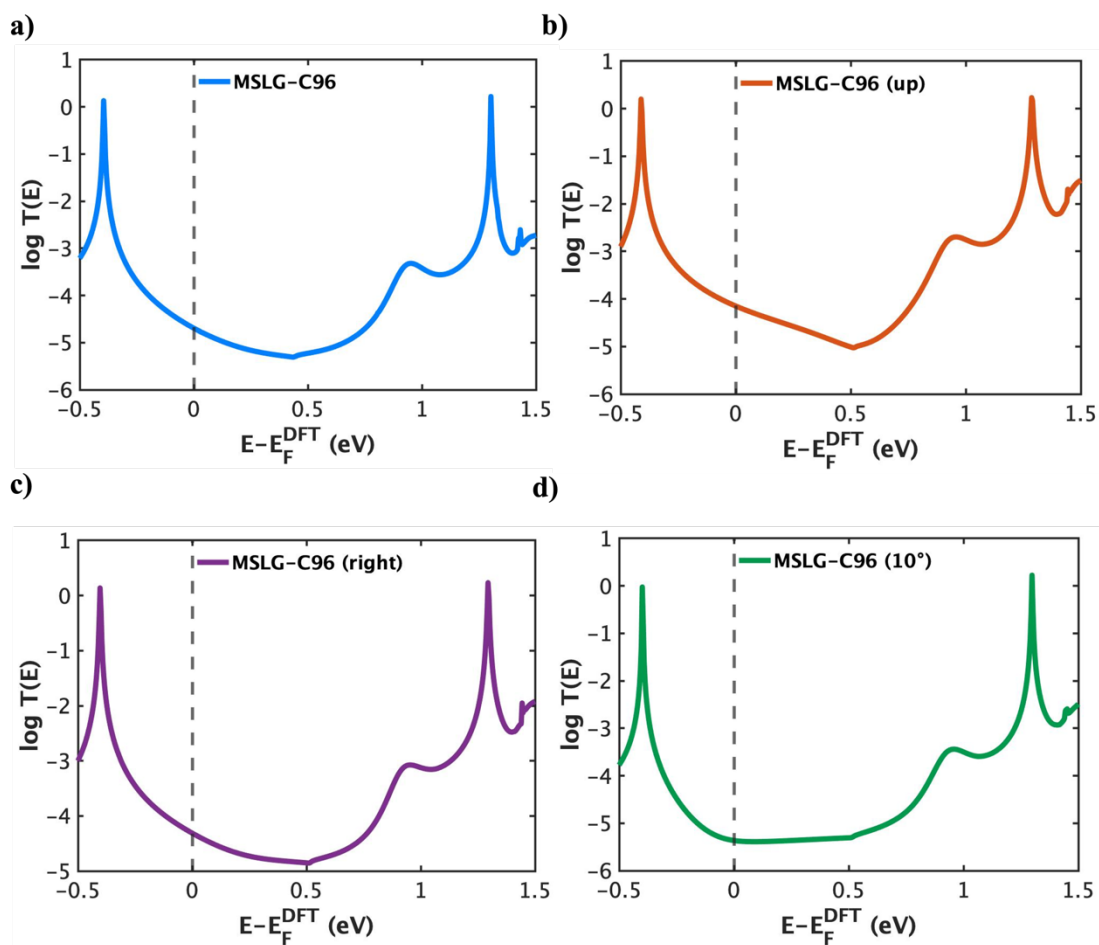 a)
MSLG-C96
1
0
−1
−2
−3
−4
−5
−6
log T(E)
−0.5 0 0.5 1 1.5
E−E_F^DFT (eV)
b)
MSLG-C96 (up)
1
0
−1
−2
−3
−4
−5
−6
log T(E)
−0.5 0 0.5 1 1.5
E−E_F^DFT (eV)
c)
MSLG-C96 (right)
1
0
−1
−2
−3
−4
−5
log T(E)
−0.5 0 0.5 1 1.5
E−E_F^DFT (eV)
d)
MSLG-C96 (10°)
1
0
−1
−2
−3
−4
−5
−6
log T(E)
−0.5 0 0.5 1 1.5
E−E_F^DFT (eV)